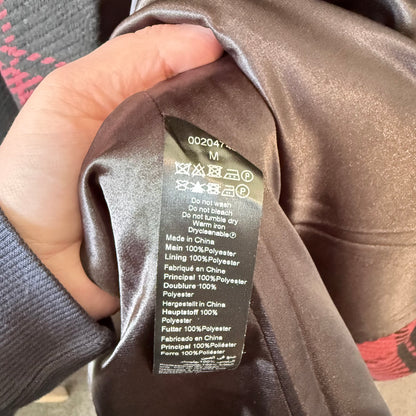 M
Do not wash
Do not bleach
Do not tumble dry
Warm iron
Drycleanable Ⓟ
Made in China
Main 100%Polyester
Lining 100%Polyester
Fabriqué en China
Principal 100%Polyester
Doublure 100%
Polyester
Hergestellt in China
Hauptstoff 100%
Polyester
Futter 100%Polyester
Fabricado en China
Principal 100%Poliéster
Forro 100%Poliéster